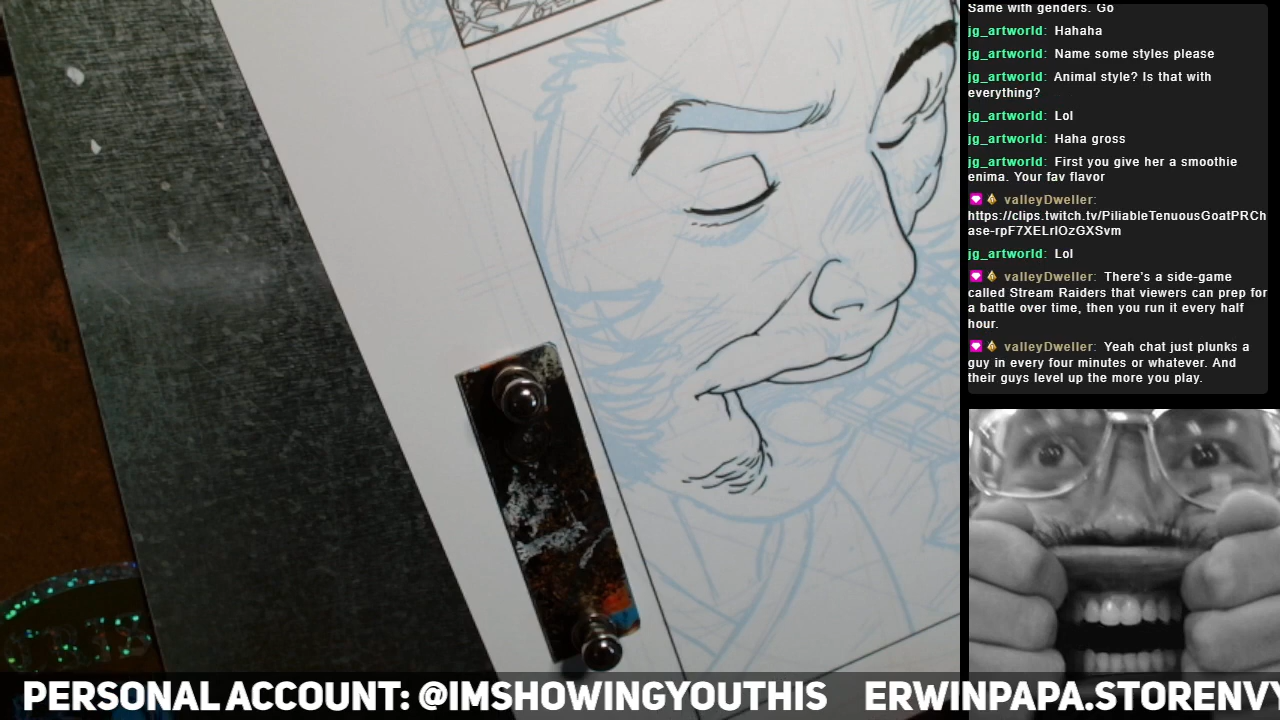 Same with genders. Go
jg_artworld: Hahaha
jg_artworld: Name some styles please
jg_artworld: Animal style? Is that with
everything?
jg_artworld: Lol
jg_artworld: Haha gross
jg_artworld: First you give her a smoothie
enima. Your fav flavor
valleyDweller:
https://clips.twitch.tv/PiliableTenuousGoatPRCh
ase-rpF7XELrIOzGXSvm
jg_artworld: Lol
valleyDweller: There's a side-game
called Stream Raiders that viewers can prep for
a battle over time, then you run it every half
hour.
valleyDweller: Yeah chat just plunks a
guy in every four minutes or whatever. And
their guys level up the more you play.
PERSONAL ACCOUNT: @IMSHOWINGYOUTHIS ERWINPAPA.STORENVY